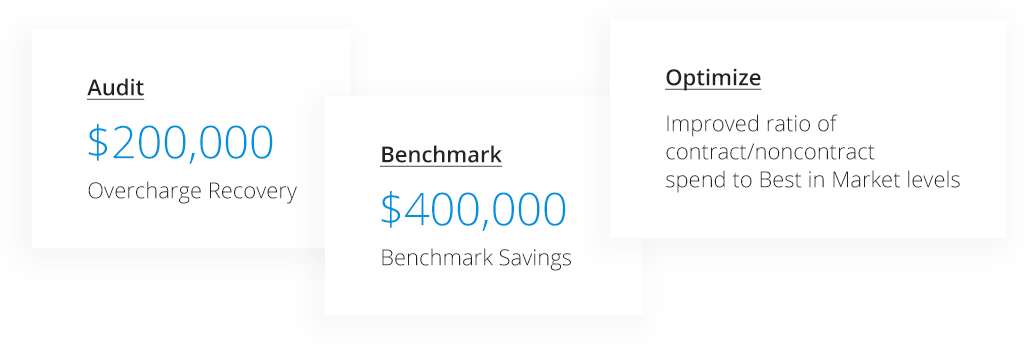 Audit
$200,000
Overcharge Recovery
Benchmark
$400,000
Benchmark Savings
Optimize
Improved ratio of
contract/noncontract
spend to Best in Market levels